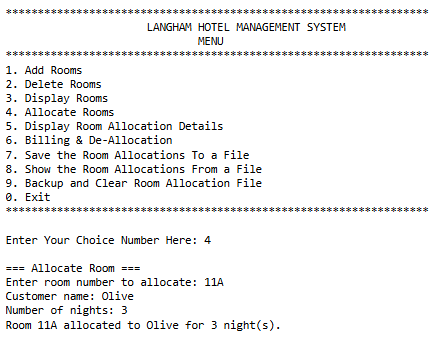 ******************************************************************
LANGHAM HOTEL MANAGEMENT SYSTEM
MENU
******************************************************************
1. Add Rooms
2. Delete Rooms
3. Display Rooms
4. Allocate Rooms
5. Display Room Allocation Details
6. Billing & De-Allocation
7. Save the Room Allocations To a File
8. Show the Room Allocations From a File
9. Backup and Clear Room Allocation File
0. Exit
******************************************************************
Enter Your Choice Number Here: 4
=== Allocate Room ===
Enter room number to allocate: 11A
Customer name: Olive
Number of nights: 3
Room 11A allocated to Olive for 3 night(s).